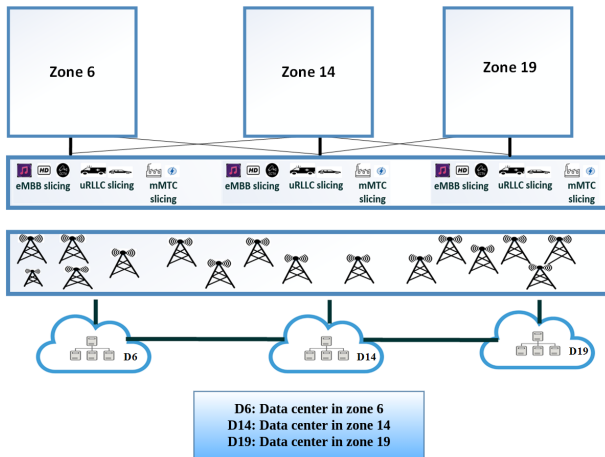 Zone 6
Zone 14
Zone 19
HD
eMBB slicing
uRLLC slicing
mMTC
slicing
HD
eMBB slicing
uRLLC slicing
mMTC
slicing
HD
eMBB slicing
uRLLC slicing
mMTC
slicing
D6
D14
D19
D6: Data center in zone 6
D14: Data center in zone 14
D19: Data center in zone 19